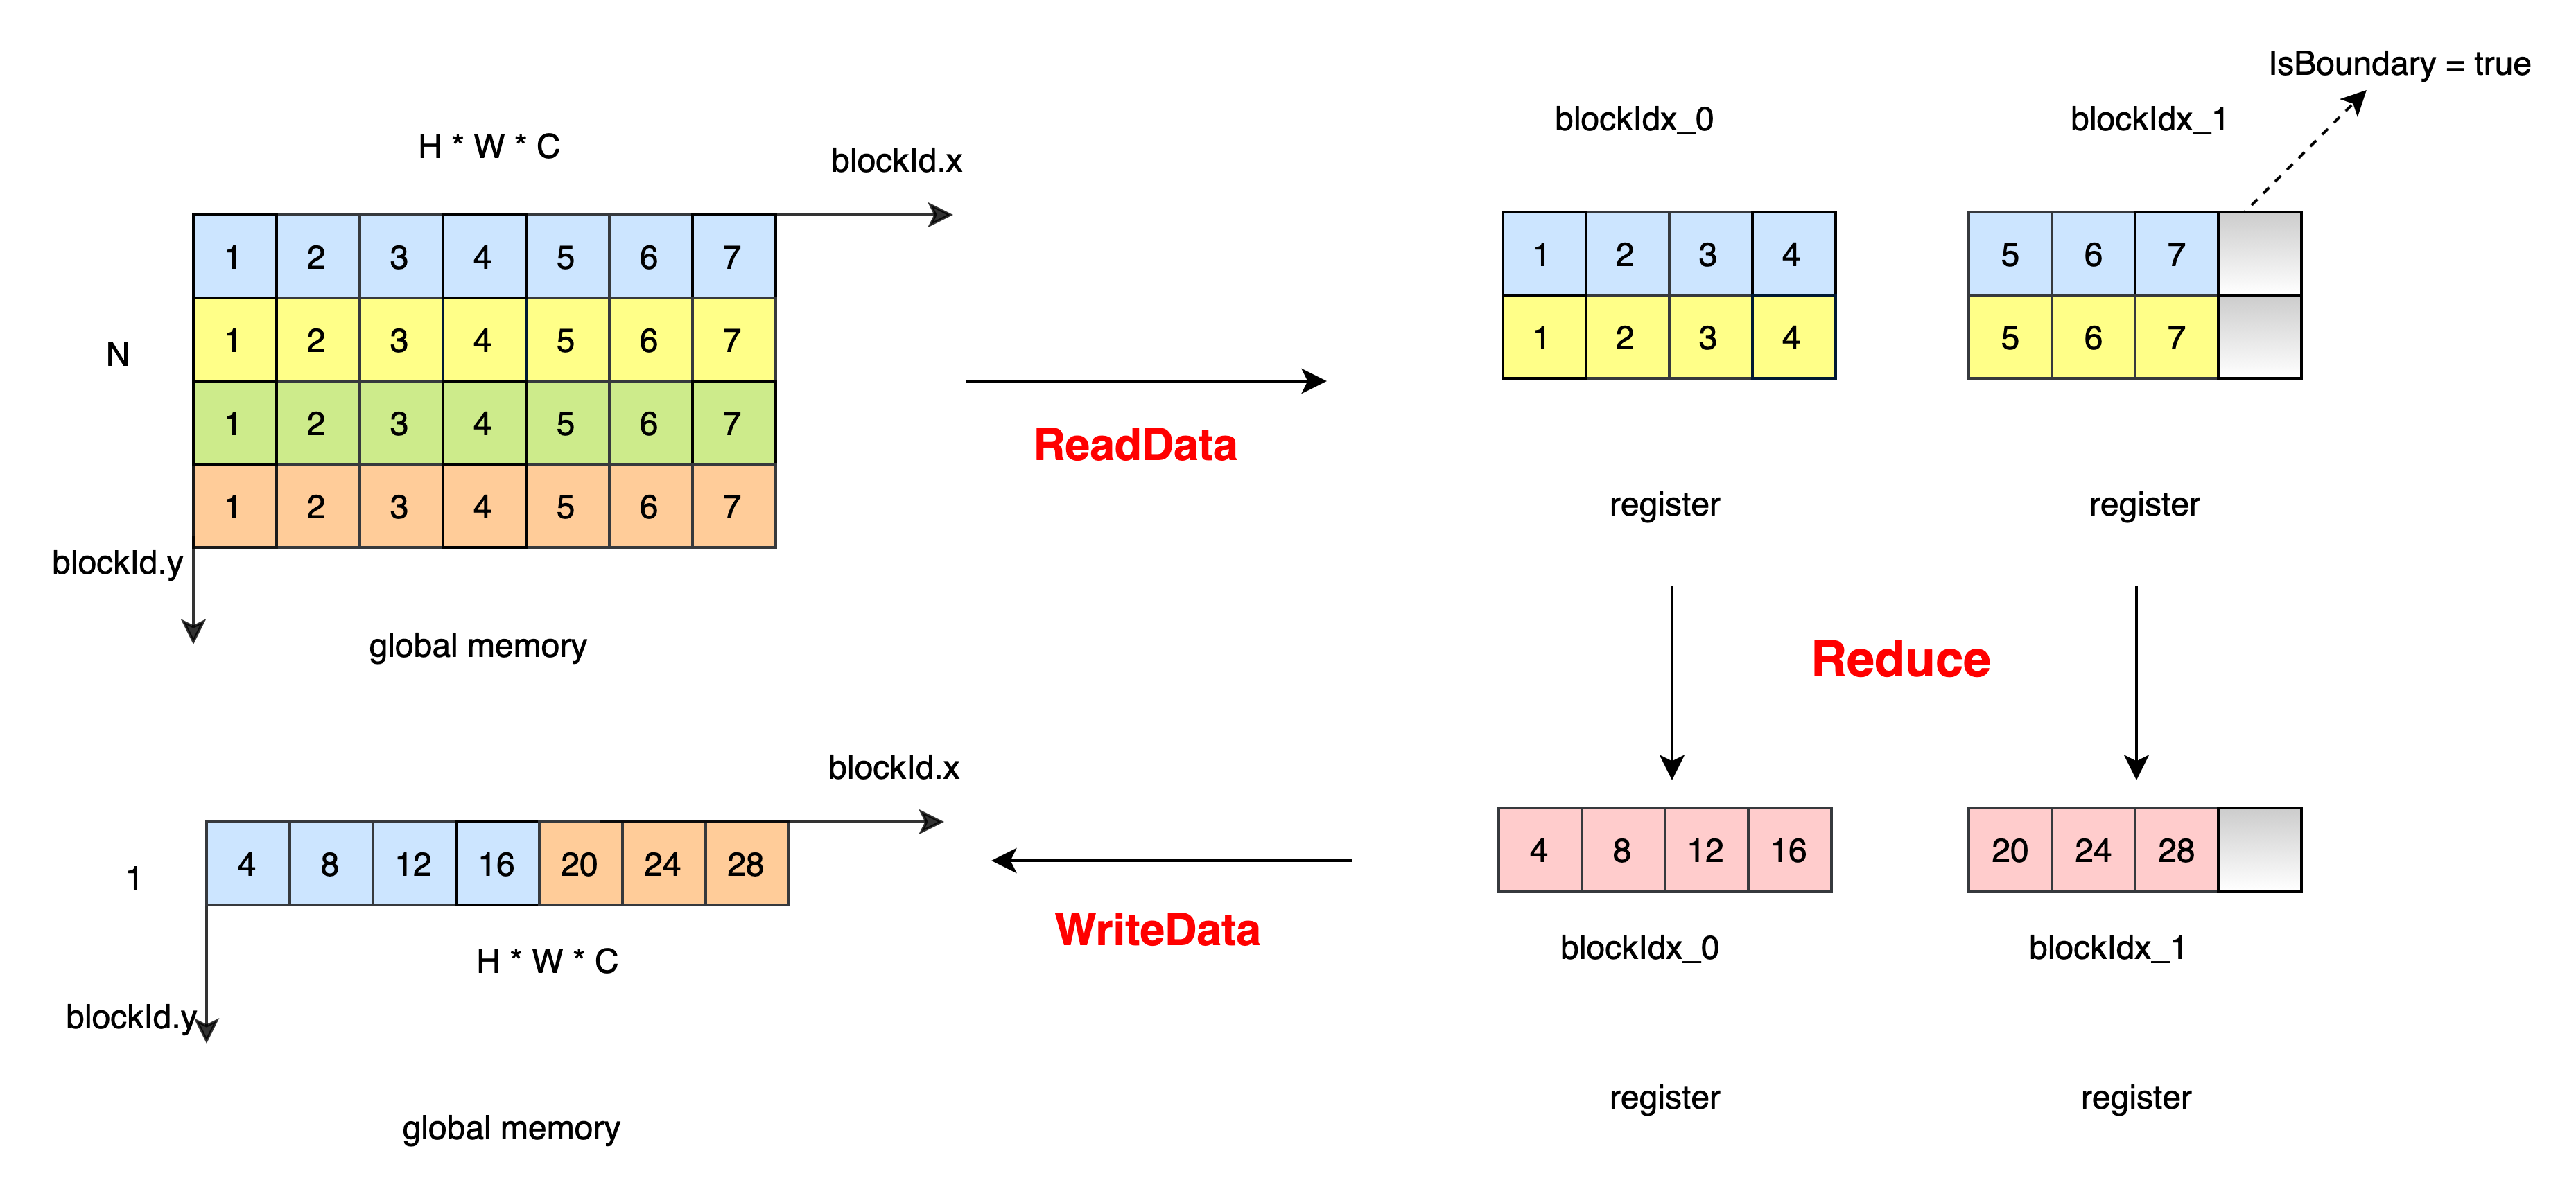 IsBoundary = true
blockIdx_0
blockIdx_1
H * W * C
blockId.x
1 2 3 4 5 6 7
1 2 3 4 5 6 7
1 2 3 4 5 6 7
1 2 3 4 5 6 7
N
blockId.y
global memory
ReadData
1 2 3 4
1 2 3 4
register
5 6 7
5 6 7
register
Reduce
4 8 12 16
blockIdx_0
register
20 24 28
blockIdx_1
register
WriteData
blockId.x
1
4 8 12 16 20 24 28
H * W * C
blockId.y
global memory